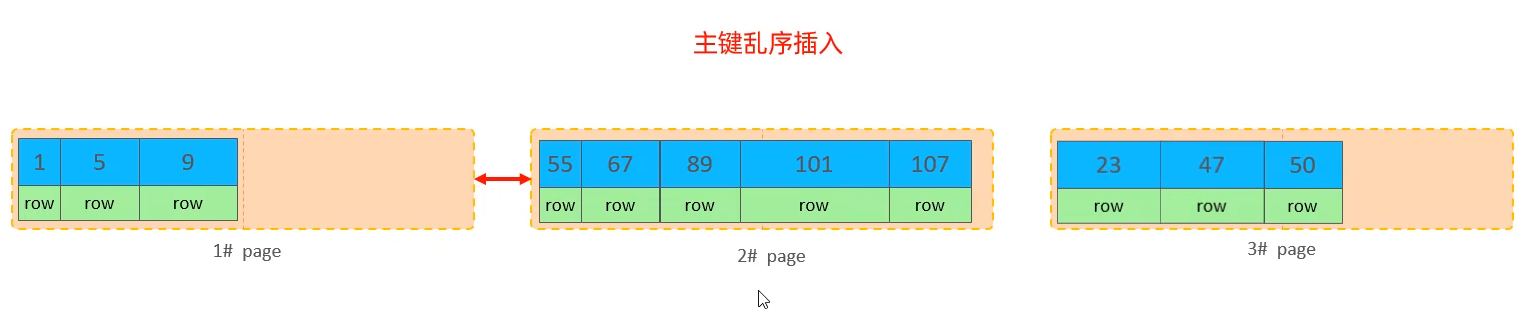 主键乱序插入
1 5 9
row row row
1# page
55 67 89 101 107
row row row row row
2# page
23 47 50
row row row
3# page